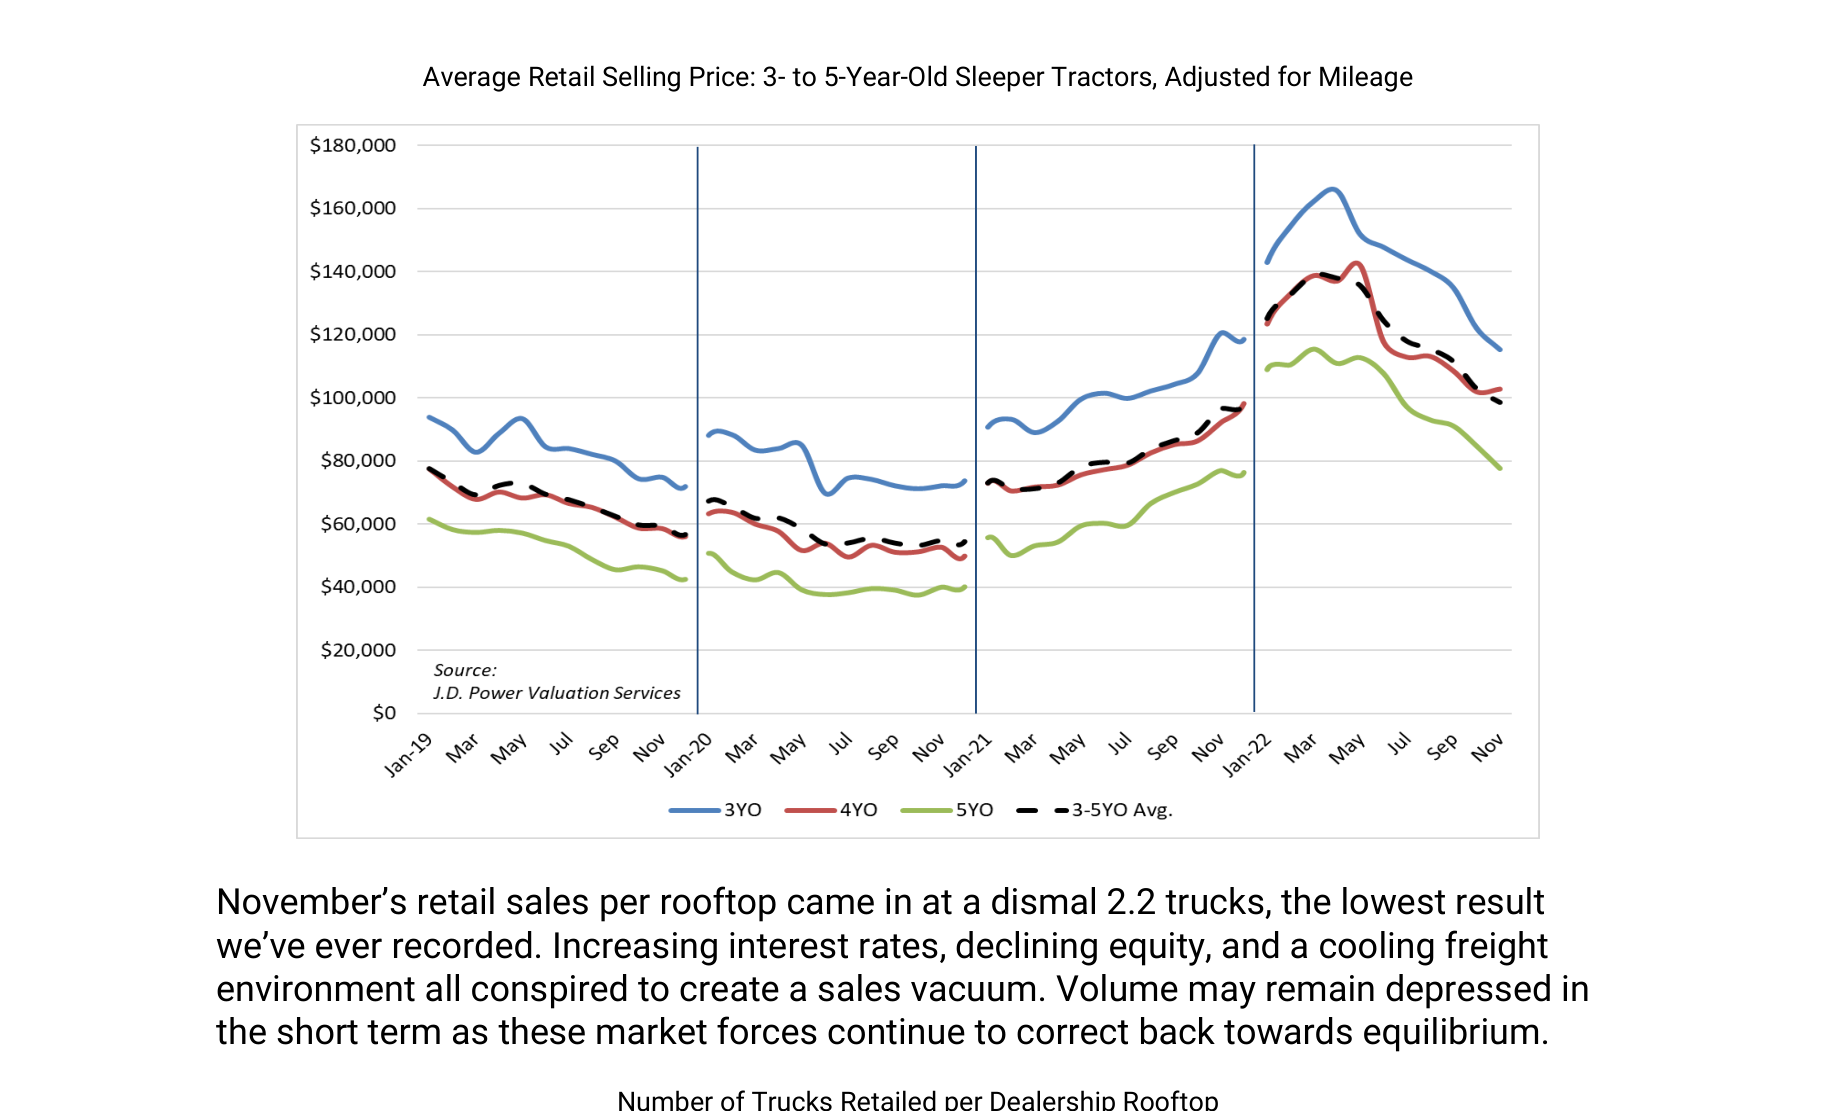 Average Retail Selling Price: 3- to 5-Year-Old Sleeper Tractors, Adjusted for Mileage
$180,000
$160,000
$140,000
$120,000
$100,000
$80,000
$60,000
$40,000
$20,000
$0
Source:
J.D. Power Valuation Services
Jan-19 Mar May Jul Sep Nov Jan-20 Mar May Jul Sep Nov Jan-21 Mar May Jul Sep Nov Jan-22 Mar May Jul Sep Nov
3YO 4YO 5YO 3-5YO Avg.
November’s retail sales per rooftop came in at a dismal 2.2 trucks, the lowest result
we’ve ever recorded. Increasing interest rates, declining equity, and a cooling freight
environment all conspired to create a sales vacuum. Volume may remain depressed in
the short term as these market forces continue to correct back towards equilibrium.
Number of Trucks Retailed per Dealership Rooftop